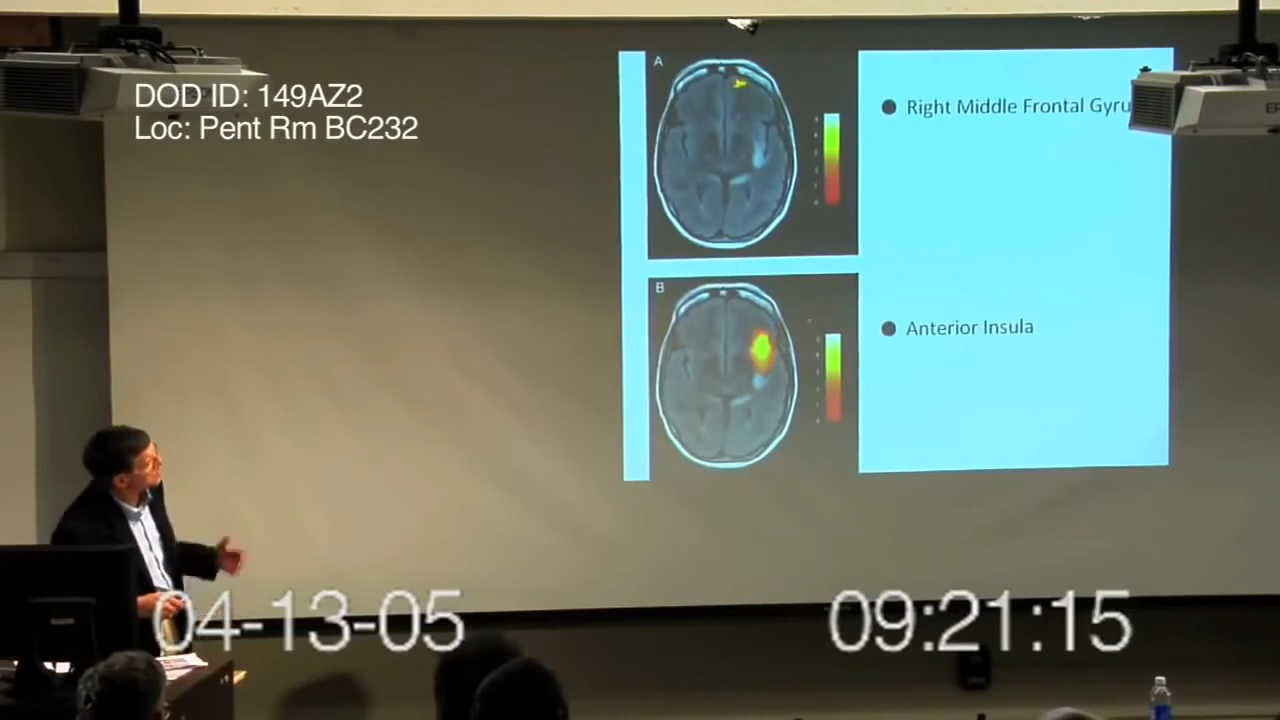 DOD ID: 149AZ2
Loc: Pent Rm BC232
A
Right Middle Frontal Gyru
B
Anterior Insula
04-13-05
09:21:15